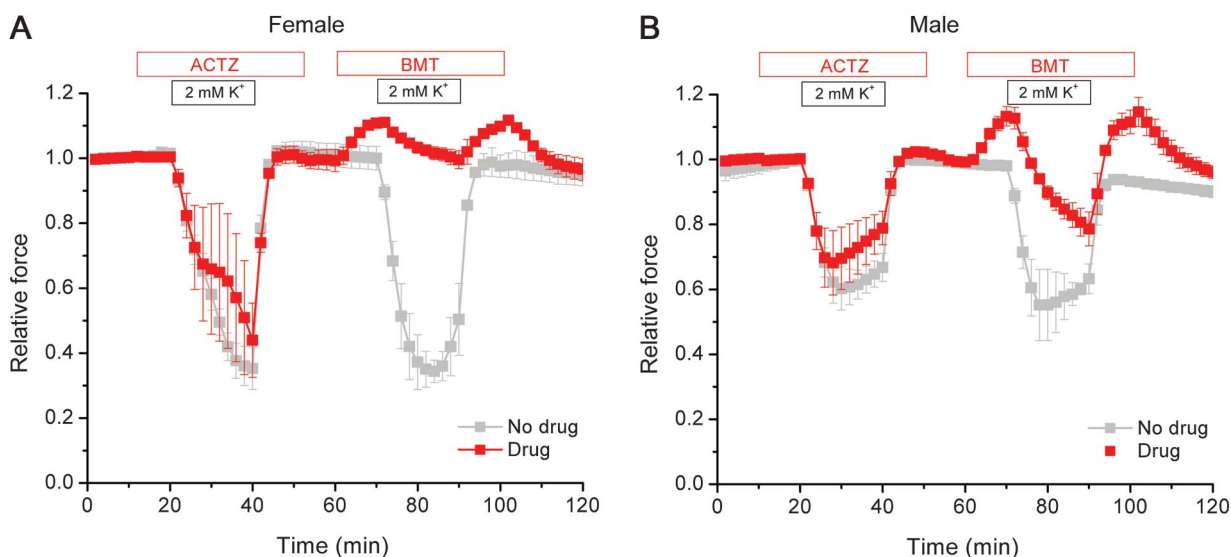 A
Female
ACTZ
BMT
2 mM K⁺
2 mM K⁺
1.2
1.0
0.8
0.6
0.4
0.2
0.0
Relative force
No drug
Drug
0
20
40
60
80
100
120
Time (min)
B
Male
ACTZ
BMT
2 mM K⁺
2 mM K⁺
1.2
1.0
0.8
0.6
0.4
0.2
0.0
Relative force
No drug
Drug
0
20
40
60
80
100
120
Time (min)